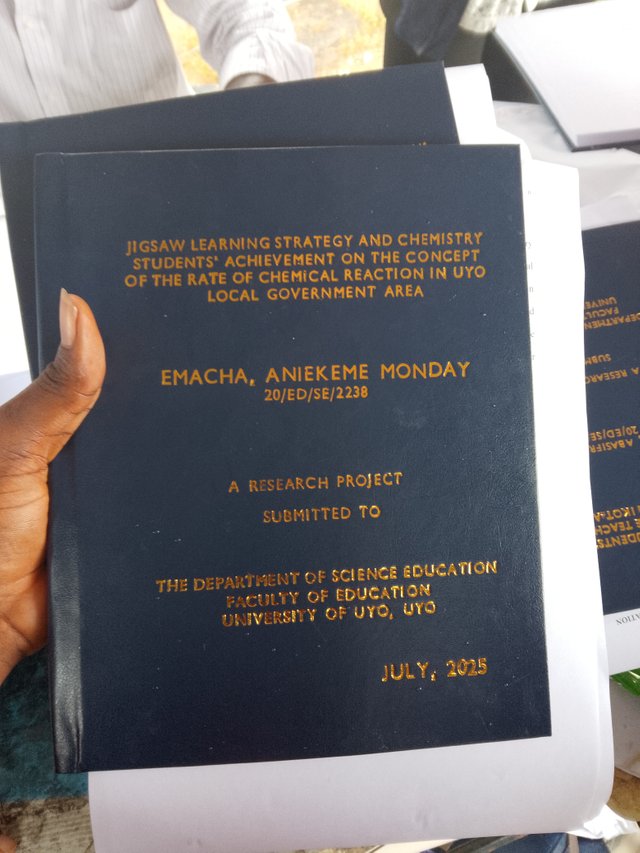 JIGSAW LEARNING STRATEGY AND CHEMISTRY
STUDENTS' ACHIEVEMENT ON THE CONCEPT
OF THE RATE OF CHEMICAL REACTION IN UYO
LOCAL GOVERNMENT AREA
EMACHA, ANIEKEME MONDAY
20/ED/SE/2238
A RESEARCH PROJECT
SUBMITTED TO
THE DEPARTMENT OF SCIENCE EDUCATION
FACULTY OF EDUCATION
UNIVERSITY OF UYO, UYO
JULY, 2025